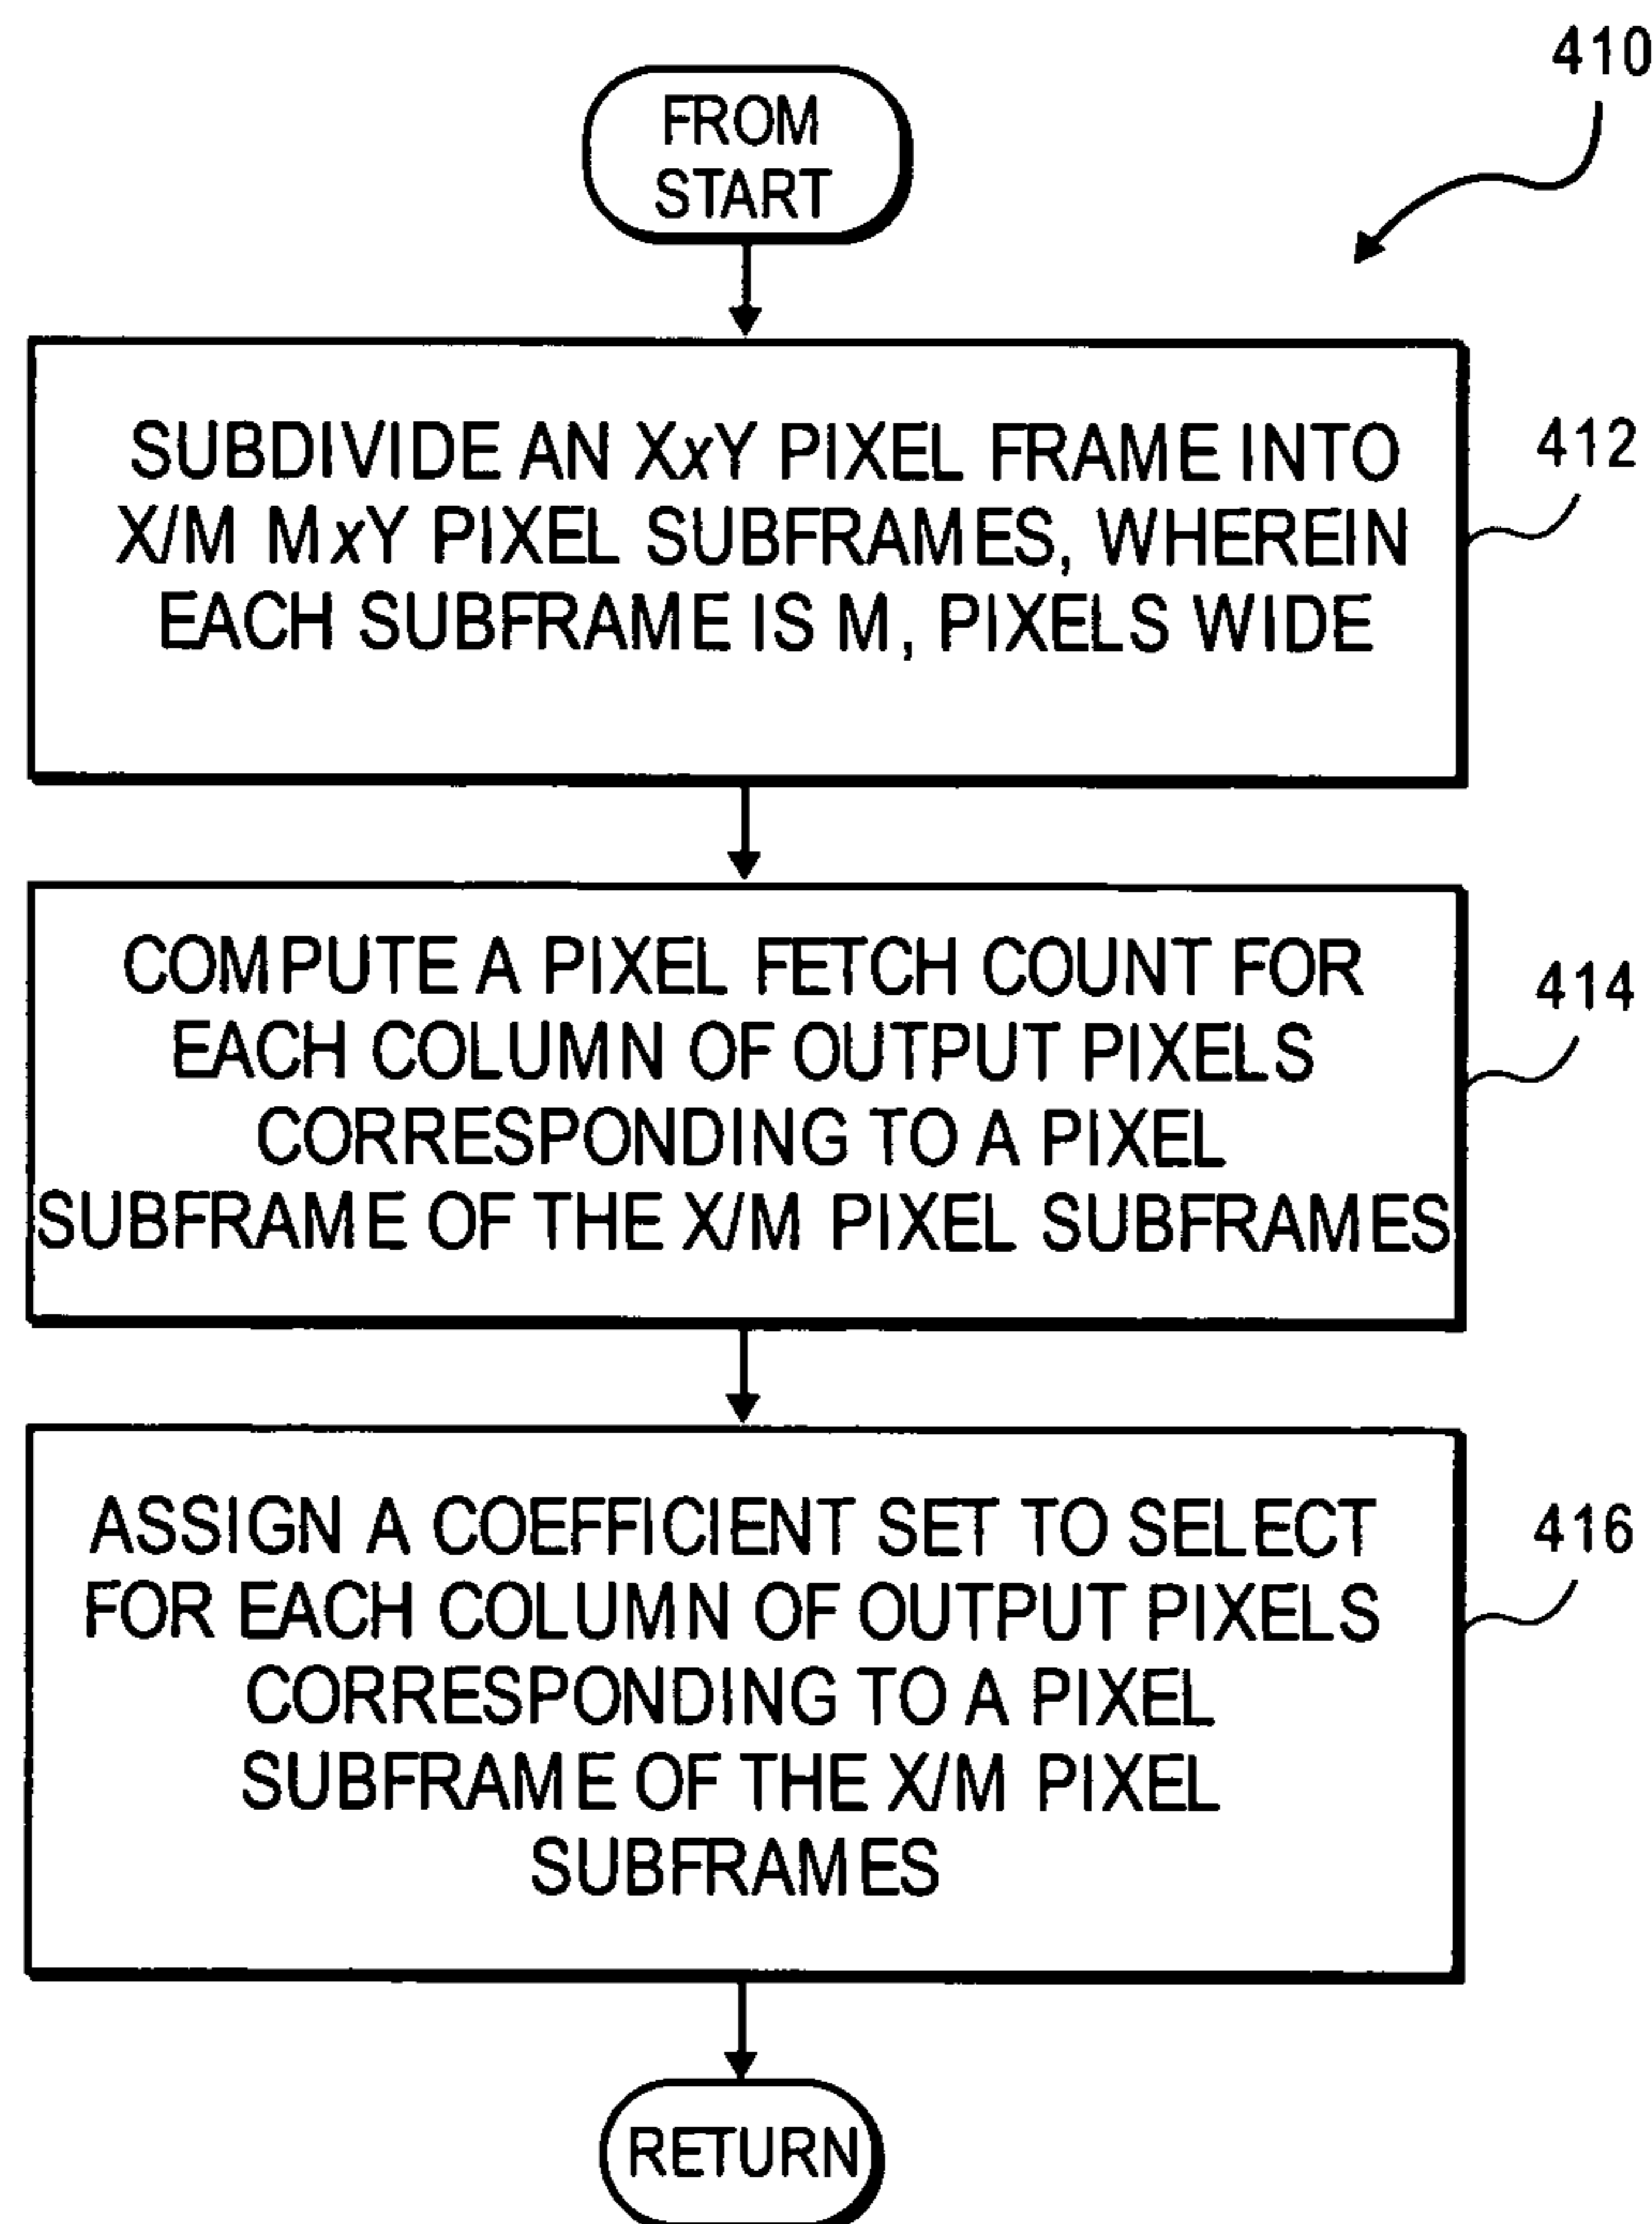 410
FROM
START
SUBDIVIDE AN XxY PIXEL FRAME INTO
X/M MxY PIXEL SUBFRAMES, WHEREIN
EACH SUBFRAME IS M, PIXELS WIDE
412
COMPUTE A PIXEL FETCH COUNT FOR
EACH COLUMN OF OUTPUT PIXELS
CORRESPONDING TO A PIXEL
SUBFRAME OF THE X/M PIXEL SUBFRAMES
414
ASSIGN A COEFFICIENT SET TO SELECT
FOR EACH COLUMN OF OUTPUT PIXELS
CORRESPONDING TO A PIXEL
SUBFRAME OF THE X/M PIXEL
SUBFRAMES
416
RETURN